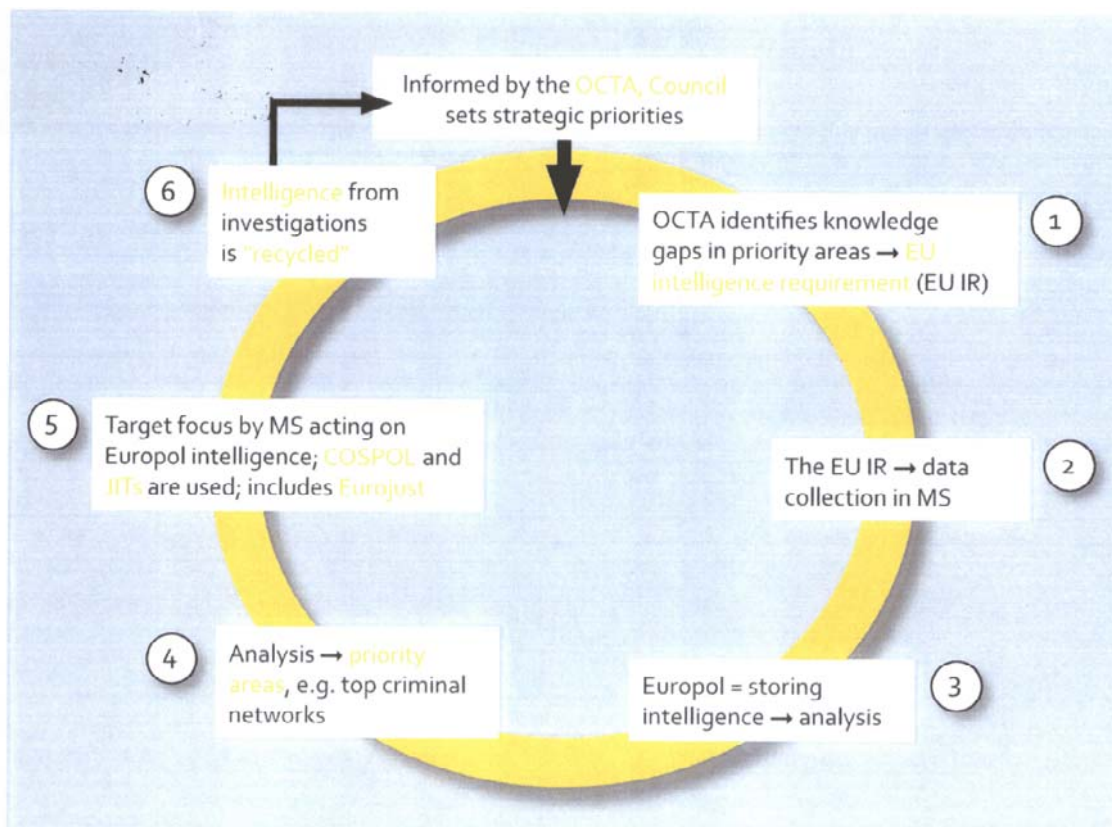 Informed by the OCTA, Council
sets strategic priorities
1
OCTA identifies knowledge
gaps in priority areas → EU
intelligence requirement (EU IR)
2
The EU IR → data
collection in MS
3
Europol = storing
intelligence → analysis
4
Analysis → priority
areas, e.g. top criminal
networks
5
Target focus by MS acting on
Europol intelligence; COSPOL and
JITs are used; includes Eurojust
6
Intelligence from
investigations
is "recycled"